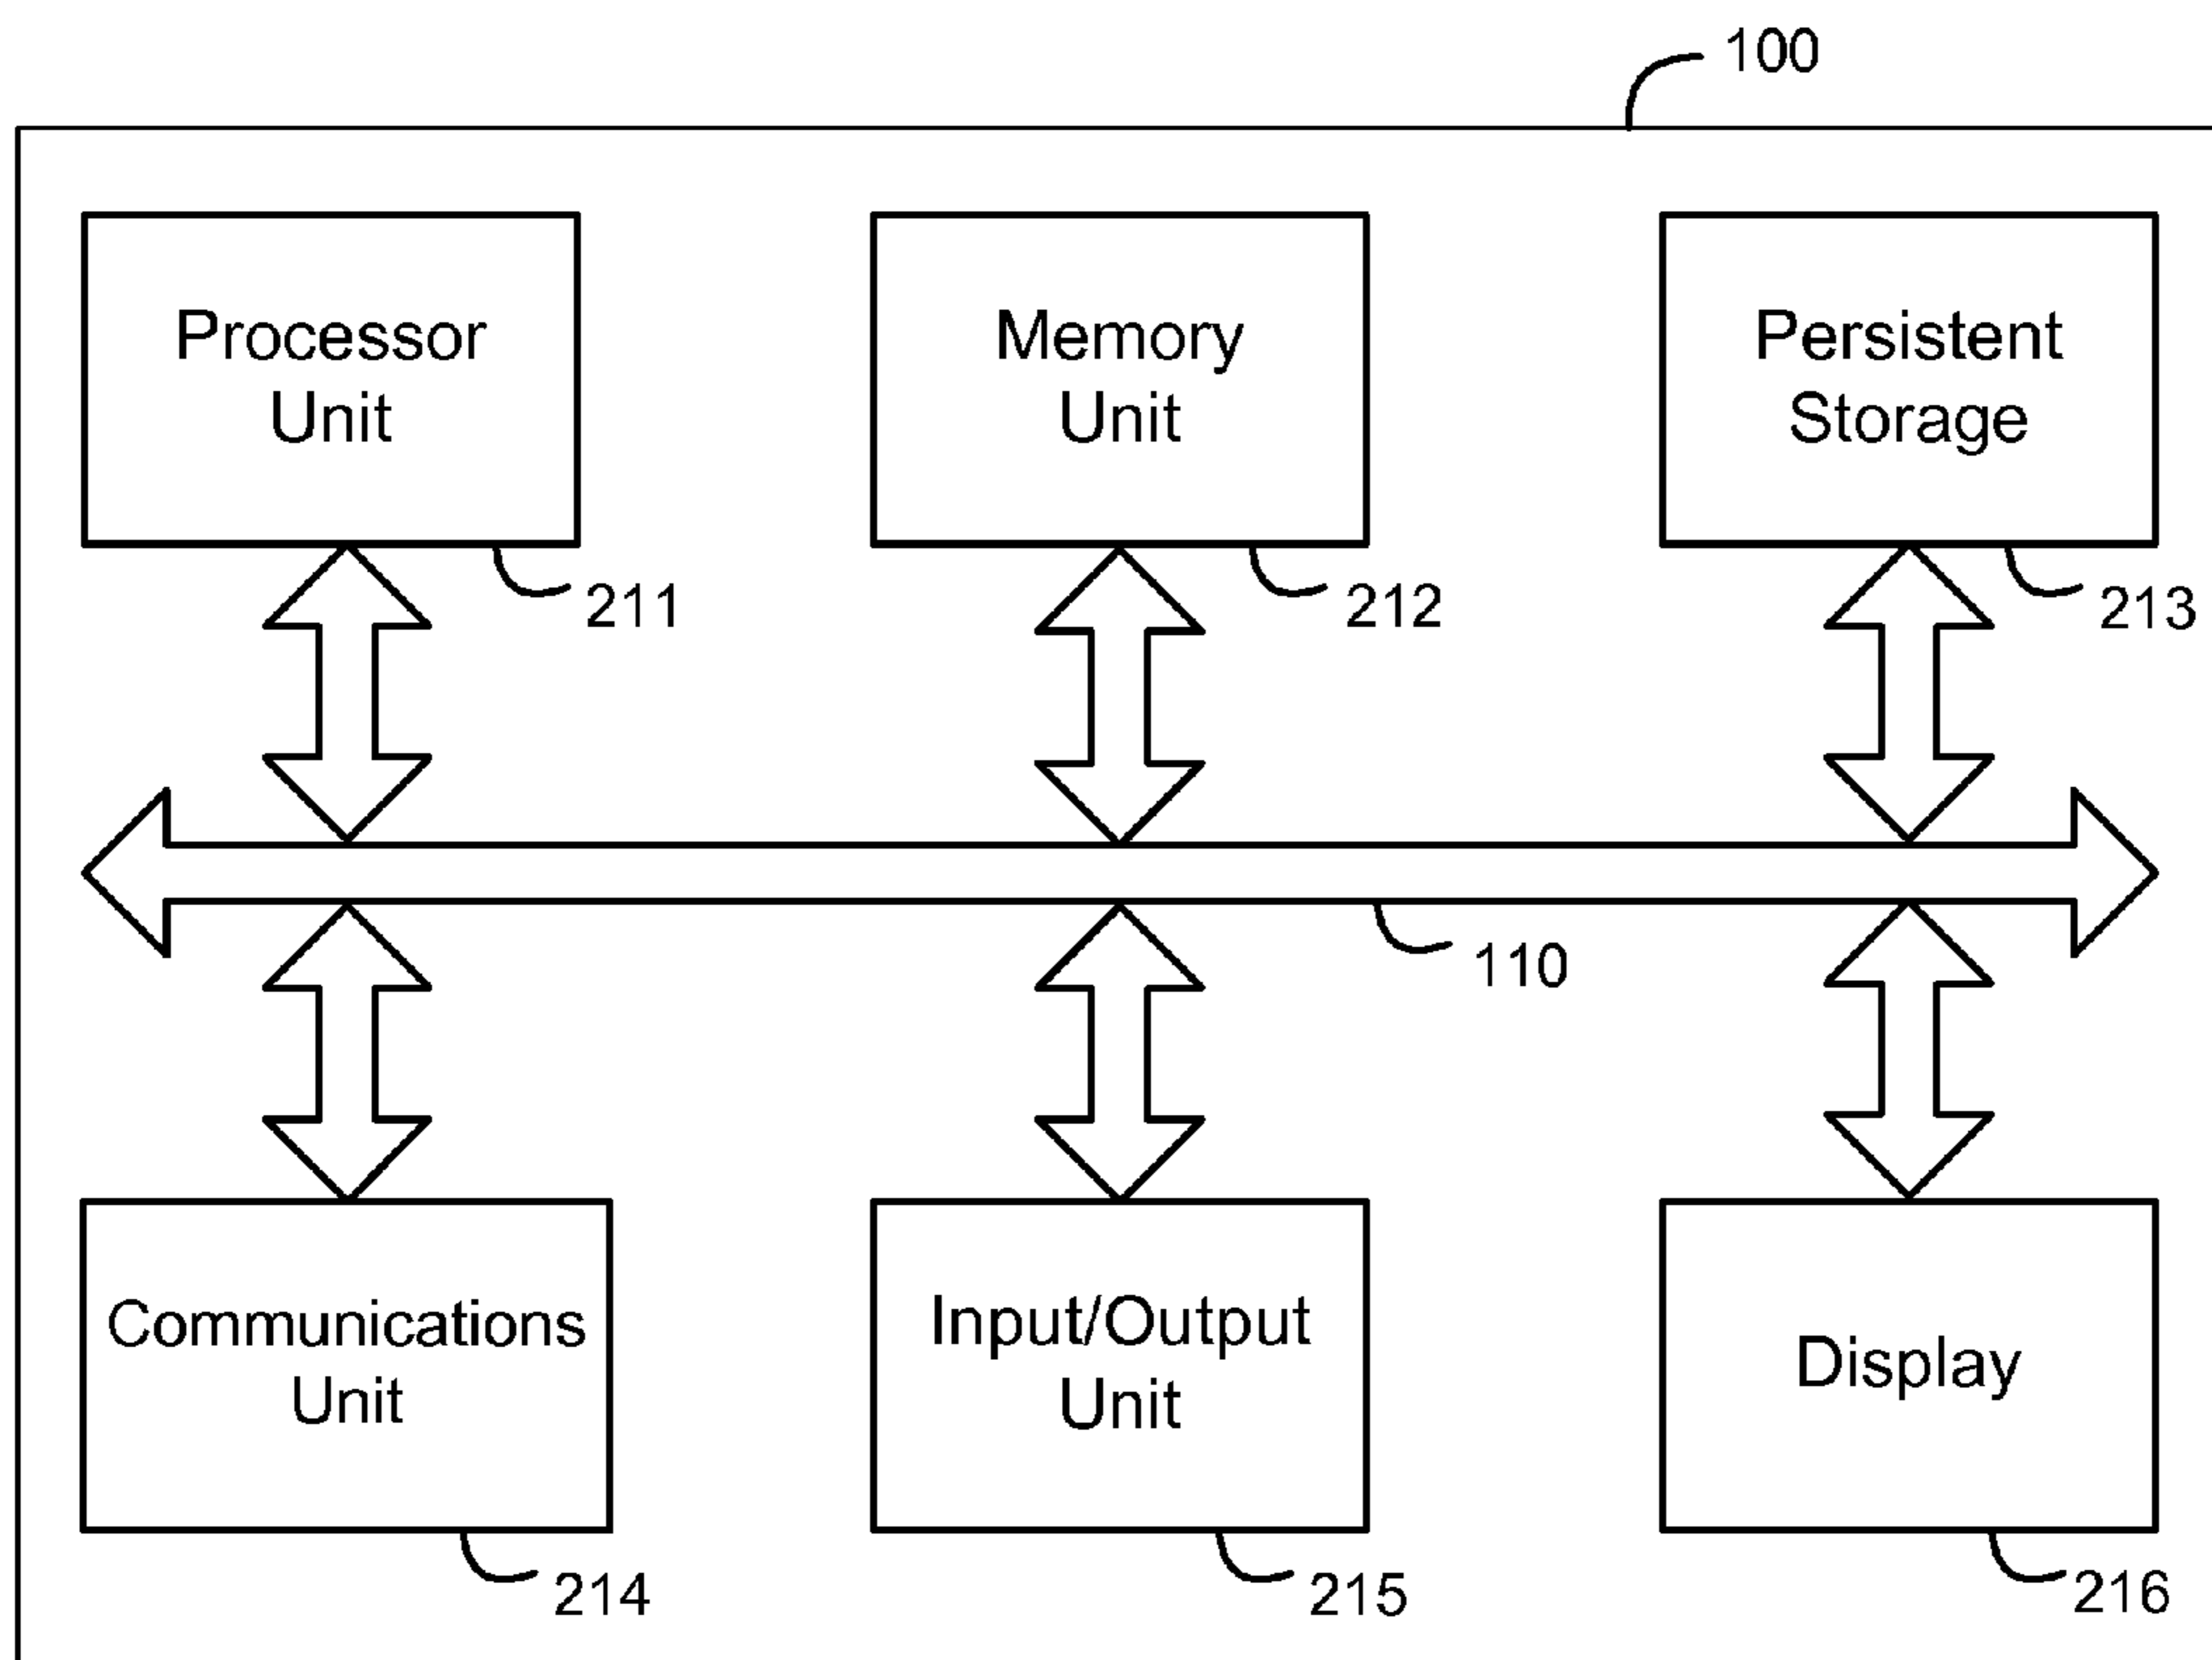 100
Processor
Unit
Memory
Unit
Persistent
Storage
211
212
213
110
Communications
Unit
Input/Output
Unit
Display
214
215
216